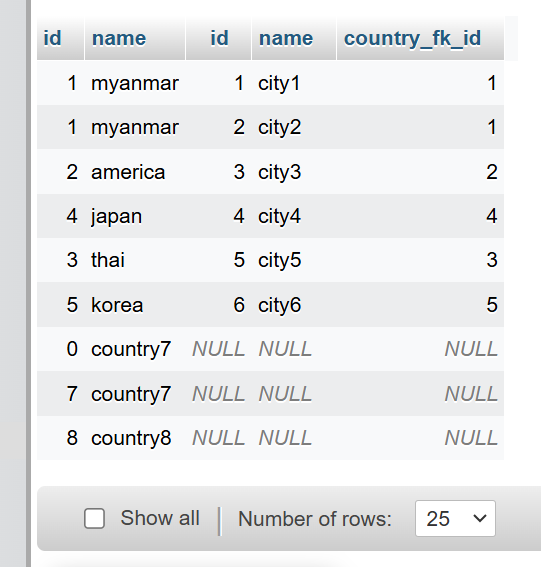 id name id name country_fk_id
1 myanmar 1 city1 1
1 myanmar 2 city2 1
2 america 3 city3 2
4 japan 4 city4 4
3 thai 5 city5 3
5 korea 6 city6 5
0 country7 NULL NULL NULL
7 country7 NULL NULL NULL
8 country8 NULL NULL NULL
Show all Number of rows: 25